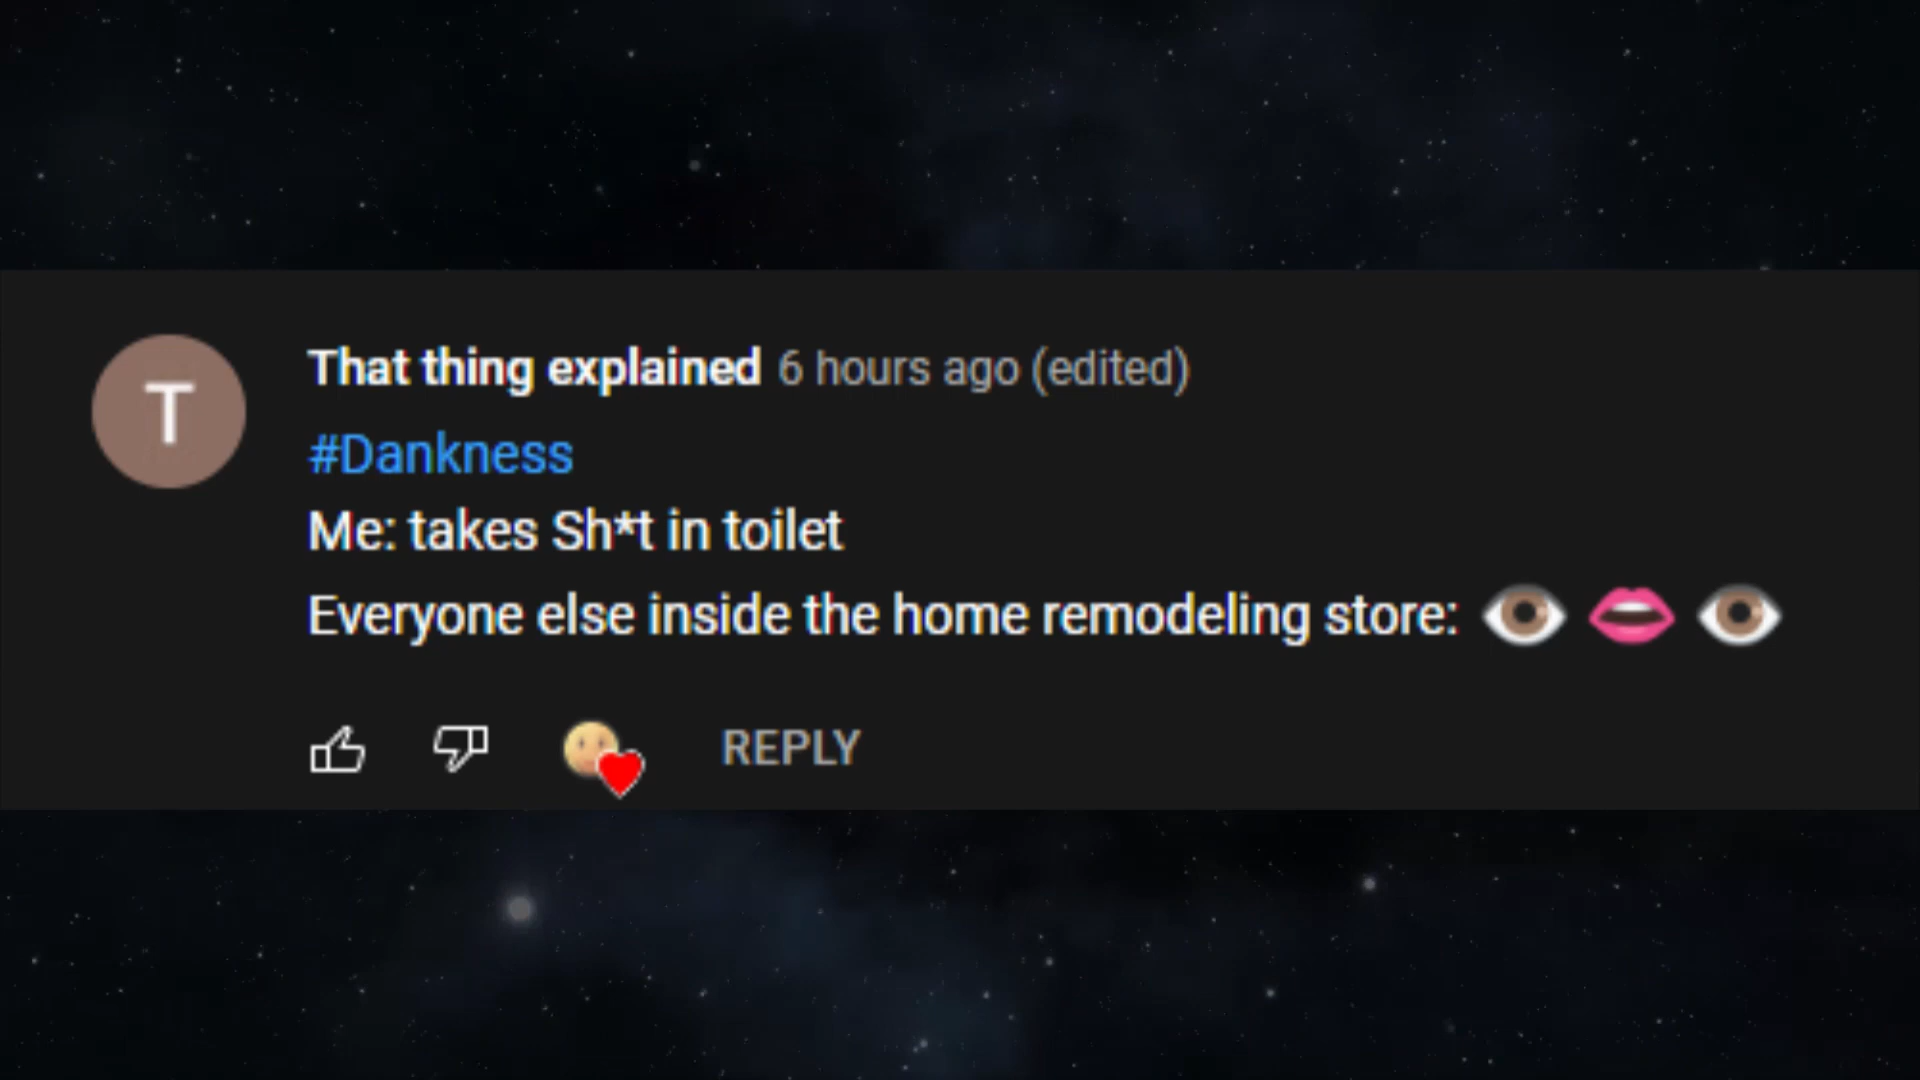 T
That thing explained 6 hours ago (edited)
#Dankness
Me: takes Sh*t in toilet
Everyone else inside the home remodeling store: 👁️ 👄 👁️
REPLY